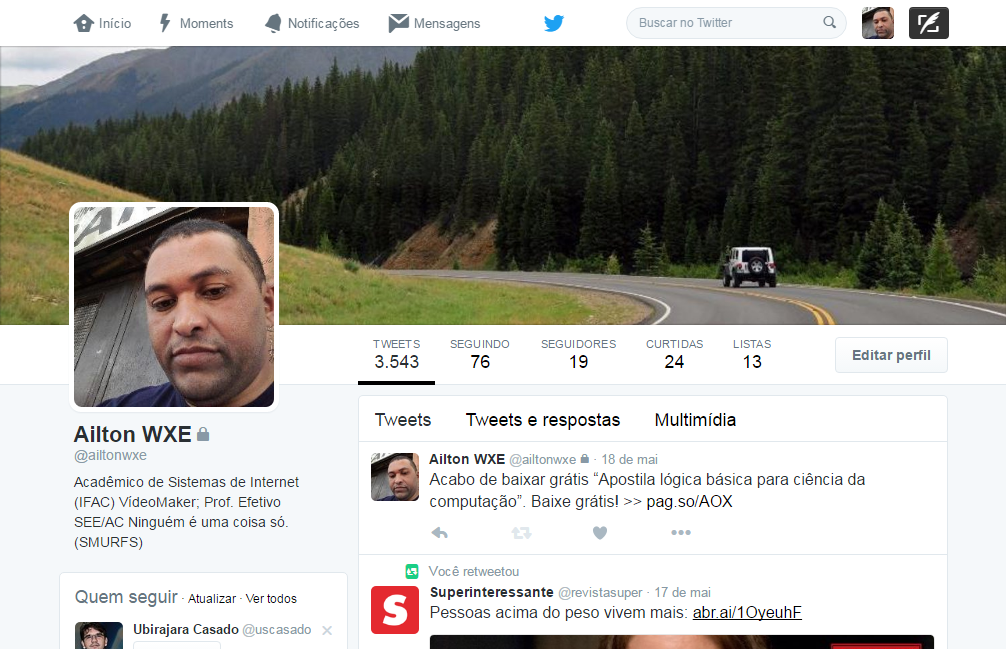 Início Moments Notificações Mensagens Buscar no Twitter
TWEETS SEGUINDO SEGUIDORES CURTIDAS LISTAS
3.543 76 19 24 13
Editar perfil
Ailton WXE
@ailtonwxe
Acadêmico de Sistemas de Internet
(IFAC) VídeoMaker; Prof. Efetivo
SEE/AC Ninguém é uma coisa só.
(SMURFS)
Quem seguir · Atualizar · Ver todos
Ubirajara Casado @uscasado
Tweets Tweets e respostas Multimídia
Ailton WXE @ailtonwxe · 18 de mai
Acabo de baixar grátis “Apostila lógica básica para ciência da
computação”. Baixe grátis! >> pag.so/AOX
Você retweetou
S
Superinteressante @revistasuper · 17 de mai
Pessoas acima do peso vivem mais: abr.ai/1OyeuhF